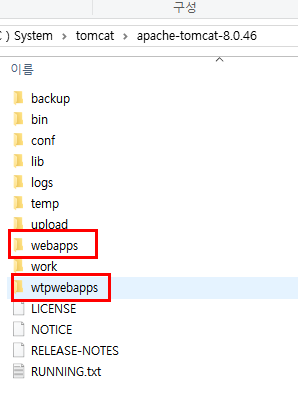 구성
( ) System › tomcat › apache-tomcat-8.0.46
이름
backup
bin
conf
lib
logs
temp
upload
webapps
work
wtpwebapps
LICENSE
NOTICE
RELEASE-NOTES
RUNNING.txt